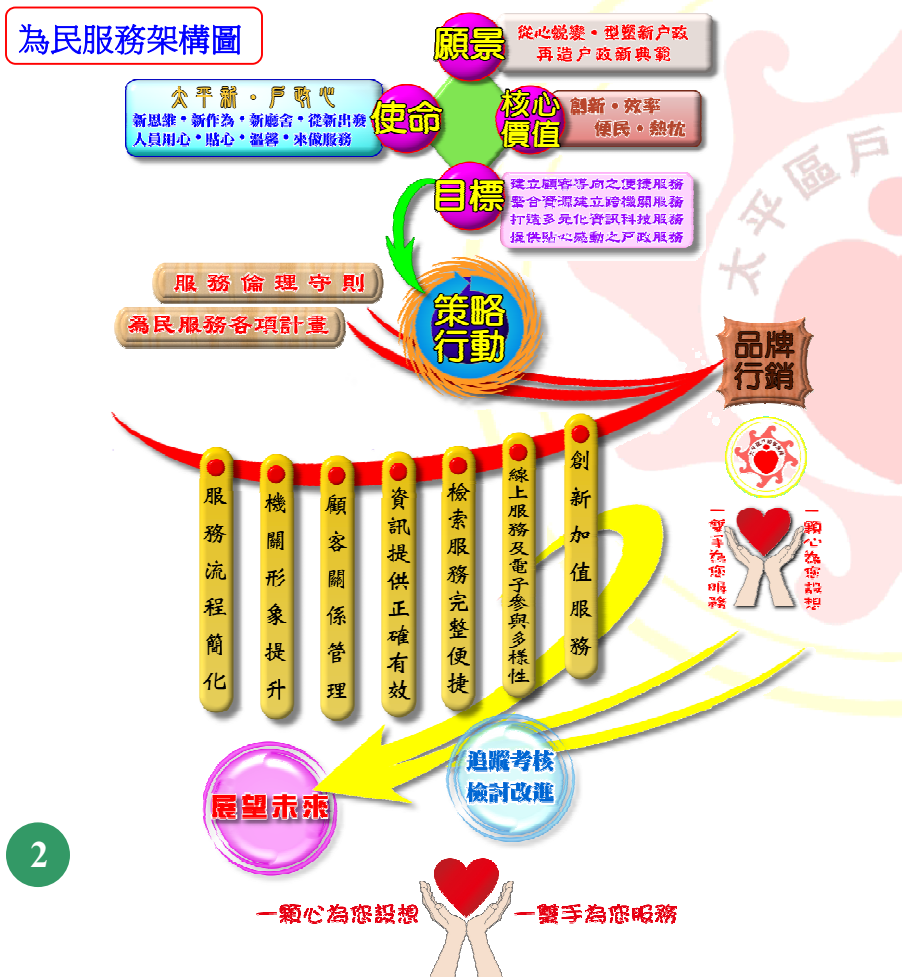 為民服務架構圖
願景
從心蛻變・型塑新戶政
再造戶政新典範
太平新・戶政心
新思維・新作為・新廳舍・從新出發
人員用心・貼心・溫馨・來做服務
使命
核心
價值
創新・效率
便民・熱忱
目標
建立顧客導向之便捷服務
整合資源建立跨機關服務
打造多元化資訊科技服務
提供貼心感動之戶政服務
太平區戶
服務倫理守則
為民服務各項計畫
策略
行動
品牌
行銷
服務流程簡化
機關形象提升
顧客關係管理
資訊提供正確有效
檢索服務完整便捷
線上服務及電子參與多樣性
創新加值服務
一顆心為您設想
一雙手為您服務
追蹤考核
檢討改進
展望未來
2
一顆心為您設想
一雙手為您服務